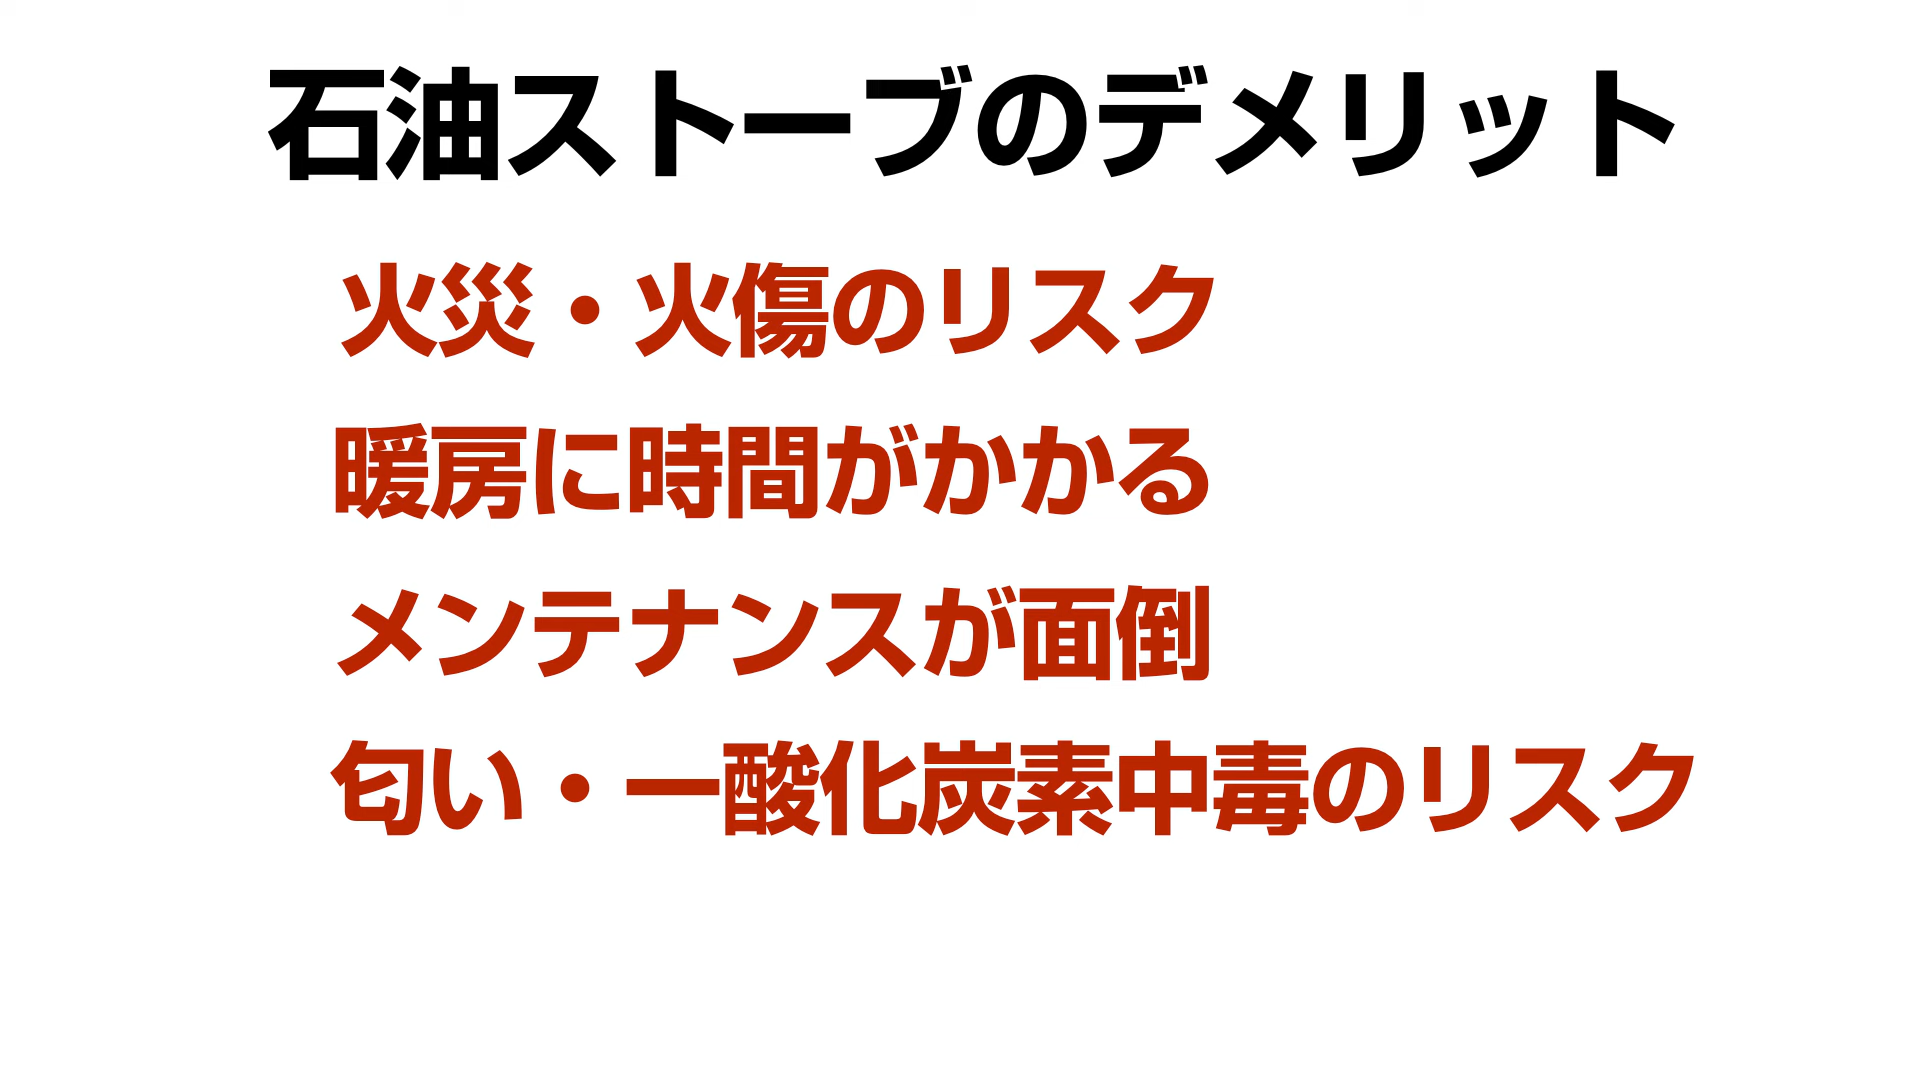 石油ストーブのデメリット
火災・火傷のリスク
暖房に時間がかかる
メンテナンスが面倒
匂い・一酸化炭素中毒のリスク